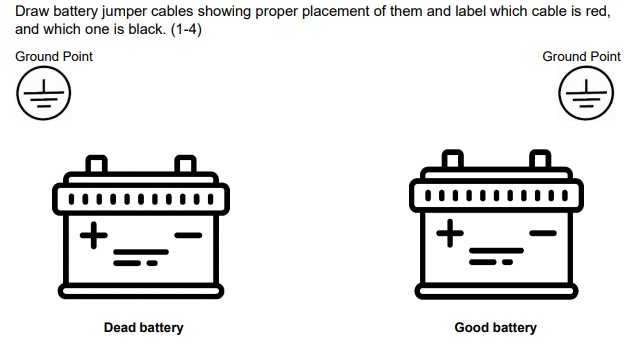 Draw battery jumper cables showing proper placement of them and label which cable is red,
and which one is black. (1-4)
Ground Point
Ground Point
+ −
+ −
Dead battery
Good battery